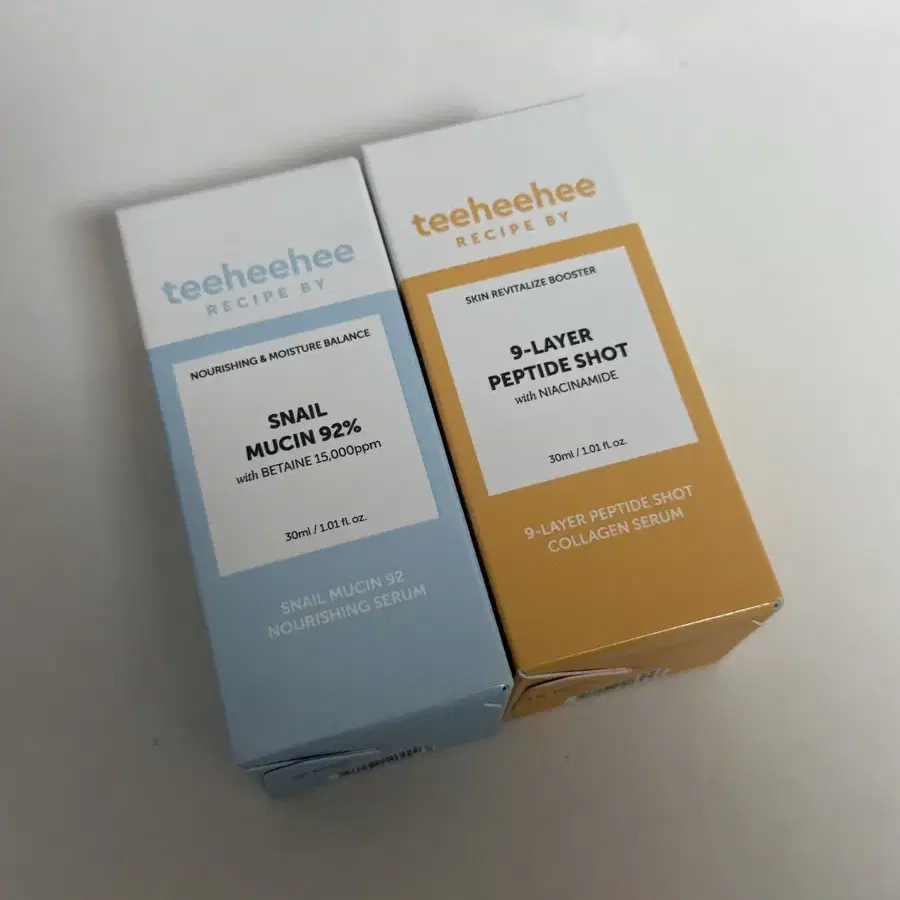 teeheehee
RECIPE BY
NOURISHING & MOISTURE BALANCE
SNAIL
MUCIN 92%
with BETAINE 15,000ppm
30ml / 1.01 fl. oz.
SNAIL MUCIN 92
NOURISHING SERUM
teeheehee
RECIPE BY
SKIN REVITALIZE BOOSTER
9-LAYER
PEPTIDE SHOT
with NIACINAMIDE
30ml / 1.01 fl. oz.
9-LAYER PEPTIDE SHOT
COLLAGEN SERUM